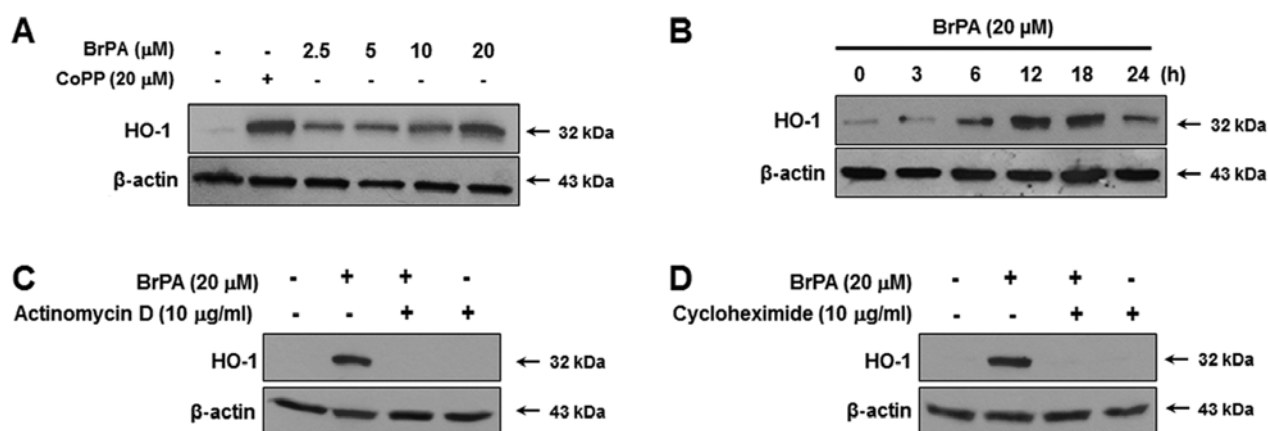 A
BrPA (μM) - - 2.5 5 10 20
CoPP (20 μM) - + - - - -
HO-1 ← 32 kDa
β-actin ← 43 kDa
B
BrPA (20 μM)
0 3 6 12 18 24 (h)
HO-1 ← 32 kDa
β-actin ← 43 kDa
C
BrPA (20 μM) - + + -
Actinomycin D (10 μg/ml) - - + +
HO-1 ← 32 kDa
β-actin ← 43 kDa
D
BrPA (20 μM) - + + -
Cycloheximide (10 μg/ml) - - + +
HO-1 ← 32 kDa
β-actin ← 43 kDa